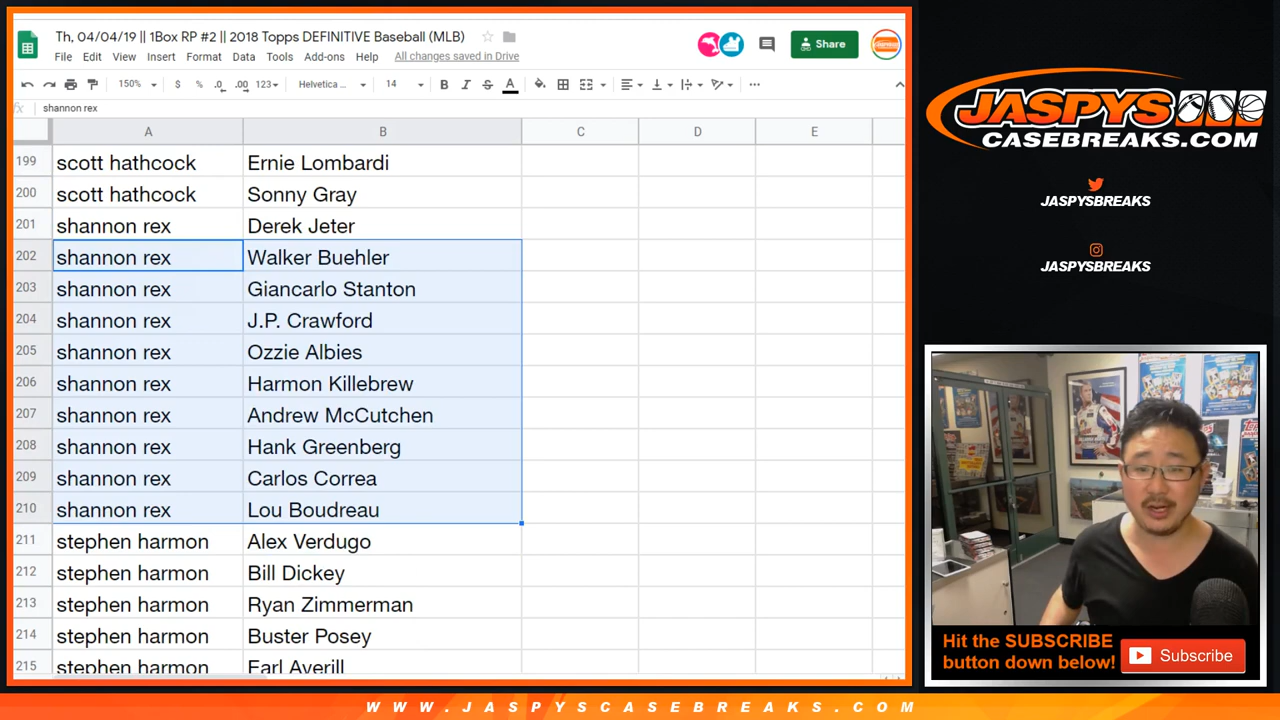 Th, 04/04/19 || 1Box RP #2 || 2018 Topps DEFINITIVE Baseball (MLB)
File Edit View Insert Format Data Tools Add-ons Help All changes saved in Drive
Share
150% $ % .0 .00 123 Helvetica ... 14 B I S A
fx shannon rex
A B C D E
199 scott hathcock Ernie Lombardi
200 scott hathcock Sonny Gray
201 shannon rex Derek Jeter
202 shannon rex Walker Buehler
203 shannon rex Giancarlo Stanton
204 shannon rex J.P. Crawford
205 shannon rex Ozzie Albies
206 shannon rex Harmon Killebrew
207 shannon rex Andrew McCutchen
208 shannon rex Hank Greenberg
209 shannon rex Carlos Correa
210 shannon rex Lou Boudreau
211 stephen harmon Alex Verdugo
212 stephen harmon Bill Dickey
213 stephen harmon Ryan Zimmerman
214 stephen harmon Buster Posey
215 stephen harmon Earl Averill
JASPYS
CASEBREAKS.COM
JASPYSBREAKS
JASPYSBREAKS
Hit the SUBSCRIBE
button down below!
Subscribe
WWW.JASPYSCASEBREAKS.COM